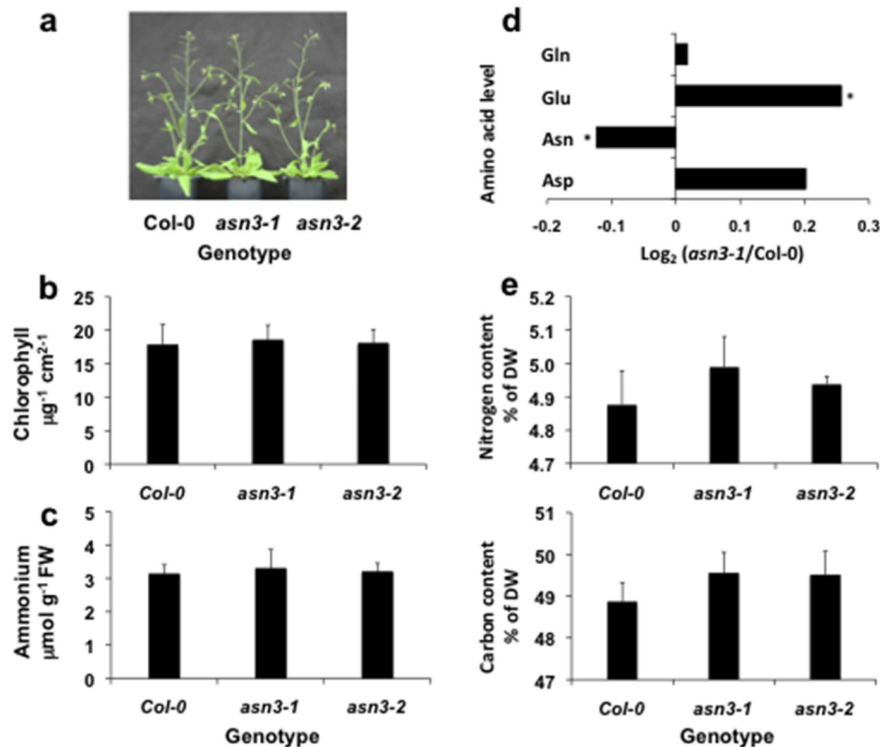 a
Col-0 asn3-1 asn3-2
Genotype
b
Chlorophyll
µg-1 cm2-1
25
20
15
10
5
0
Col-0 asn3-1 asn3-2
c
Ammonium
µmol g-1 FW
5
4
3
2
1
0
Col-0 asn3-1 asn3-2
Genotype
d
Amino acid level
Gln
Glu *
* Asn
Asp
-0.2 -0.1 0 0.1 0.2 0.3
Log2 (asn3-1/Col-0)
e
Nitrogen content
% of DW
5.2
5.1
5.0
4.9
4.8
4.7
Col-0 asn3-1 asn3-2
Carbon content
% of DW
51
50
49
48
47
Col-0 asn3-1 asn3-2
Genotype